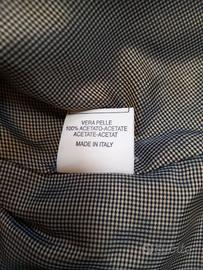 VERA PELLE
100% ACETATO-ACETATE
ACETATE-ACETAT
MADE IN ITALY